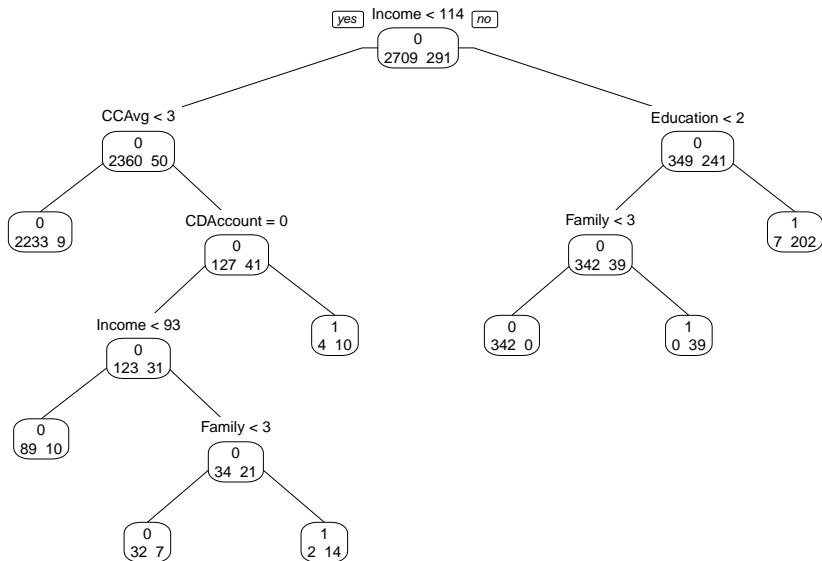 yes Income < 114 no
0
2709 291
CCAvg < 3 Education < 2
0 0
2360 50 349 241
CDAccount = 0 Family < 3
0 0 0 1
2233 9 127 41 342 39 7 202
Income < 93
0 1 0 1
123 31 4 10 342 0 0 39
Family < 3
0 0
89 10 34 21
0 1
32 7 2 14